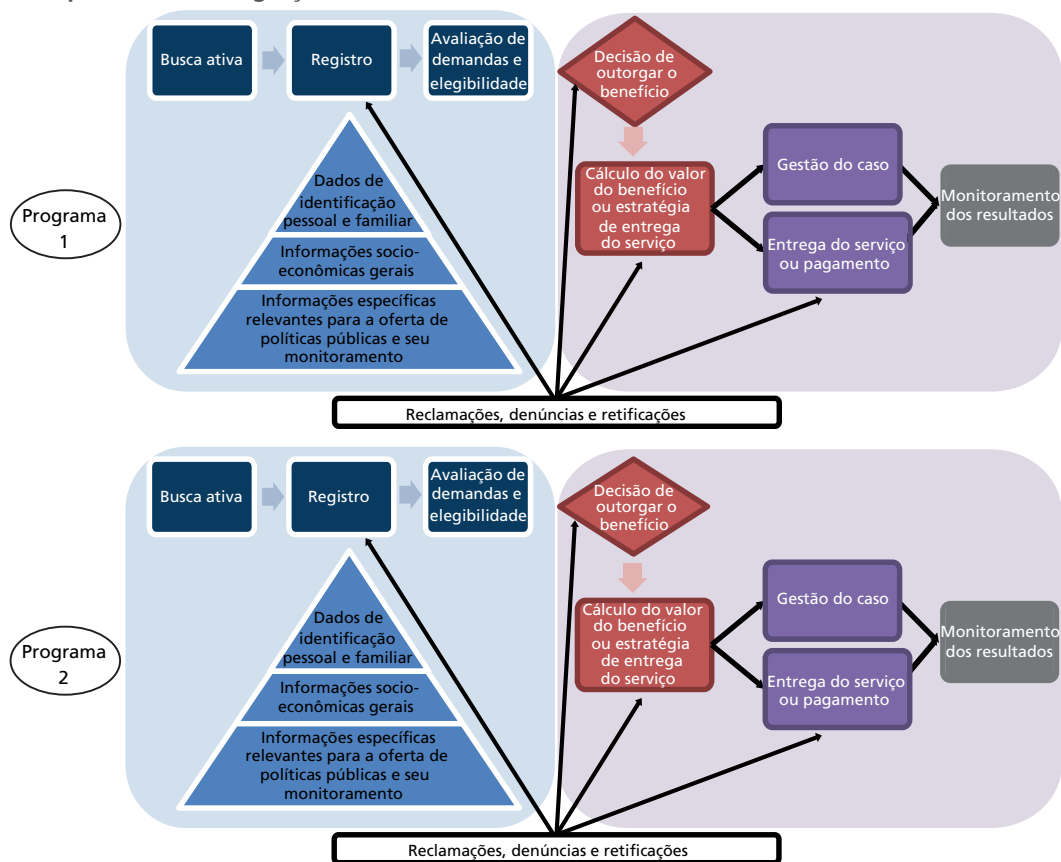 Busca ativa
Registro
Avaliação de
demandas e
elegibilidade
Decisão de
outorgar o
benefício
Programa
1
Dados de
identificação
pessoal e familiar
Informações socio-
econômicas gerais
Informações específicas
relevantes para a oferta de
políticas públicas e seu
monitoramento
Cálculo do valor
do benefício
ou estratégia
de entrega
do serviço
Gestão do caso
Entrega do serviço
ou pagamento
Monitoramento
dos resultados
Reclamações, denúncias e retificações
Busca ativa
Registro
Avaliação de
demandas e
elegibilidade
Decisão de
outorgar o
benefício
Programa
2
Dados de
identificação
pessoal e familiar
Informações socio-
econômicas gerais
Informações específicas
relevantes para a oferta de
políticas públicas e seu
monitoramento
Cálculo do valor
do benefício
ou estratégia
de entrega
do serviço
Gestão do caso
Entrega do serviço
ou pagamento
Monitoramento
dos resultados
Reclamações, denúncias e retificações